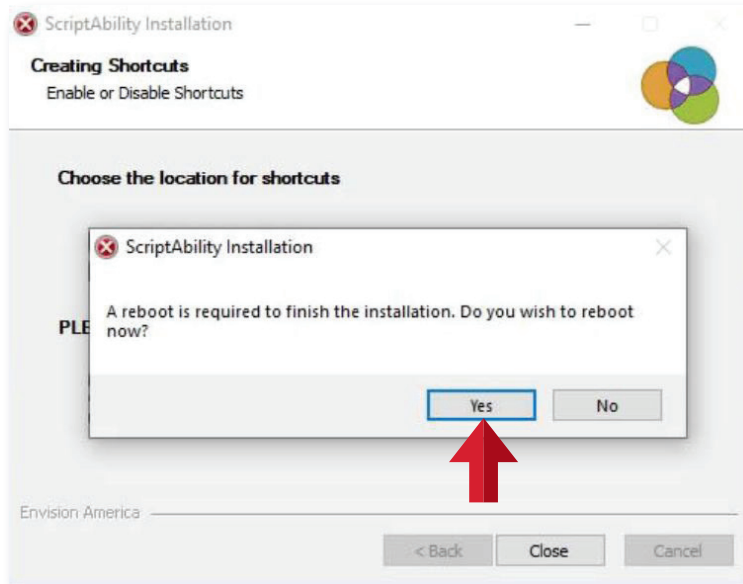 ScriptAbility Installation
Creating Shortcuts
Enable or Disable Shortcuts
Choose the location for shortcuts
ScriptAbility Installation
A reboot is required to finish the installation. Do you wish to reboot
now?
PLE
Yes No
Envision America
< Back Close Cancel